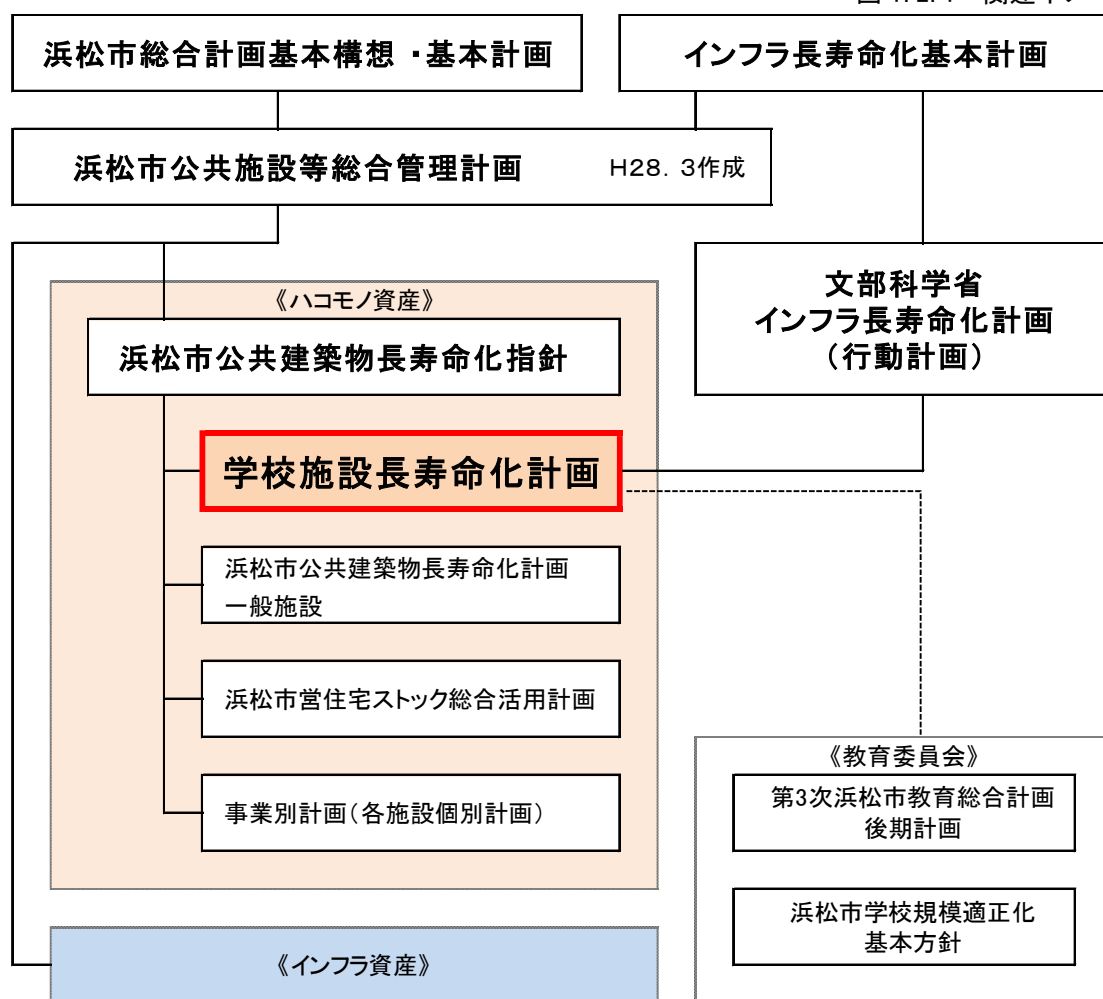 浜松市総合計画基本構想・基本計画
インフラ長寿命化基本計画
浜松市公共施設等総合管理計画 H28．3作成
文部科学省
インフラ長寿命化計画
（行動計画）
《ハコモノ資産》
浜松市公共建築物長寿命化指針
学校施設長寿命化計画
浜松市公共建築物長寿命化計画
一般施設
浜松市営住宅ストック総合活用計画
事業別計画（各施設個別計画）
《教育委員会》
第3次浜松市教育総合計画
後期計画
浜松市学校規模適正化
基本方針
《インフラ資産》